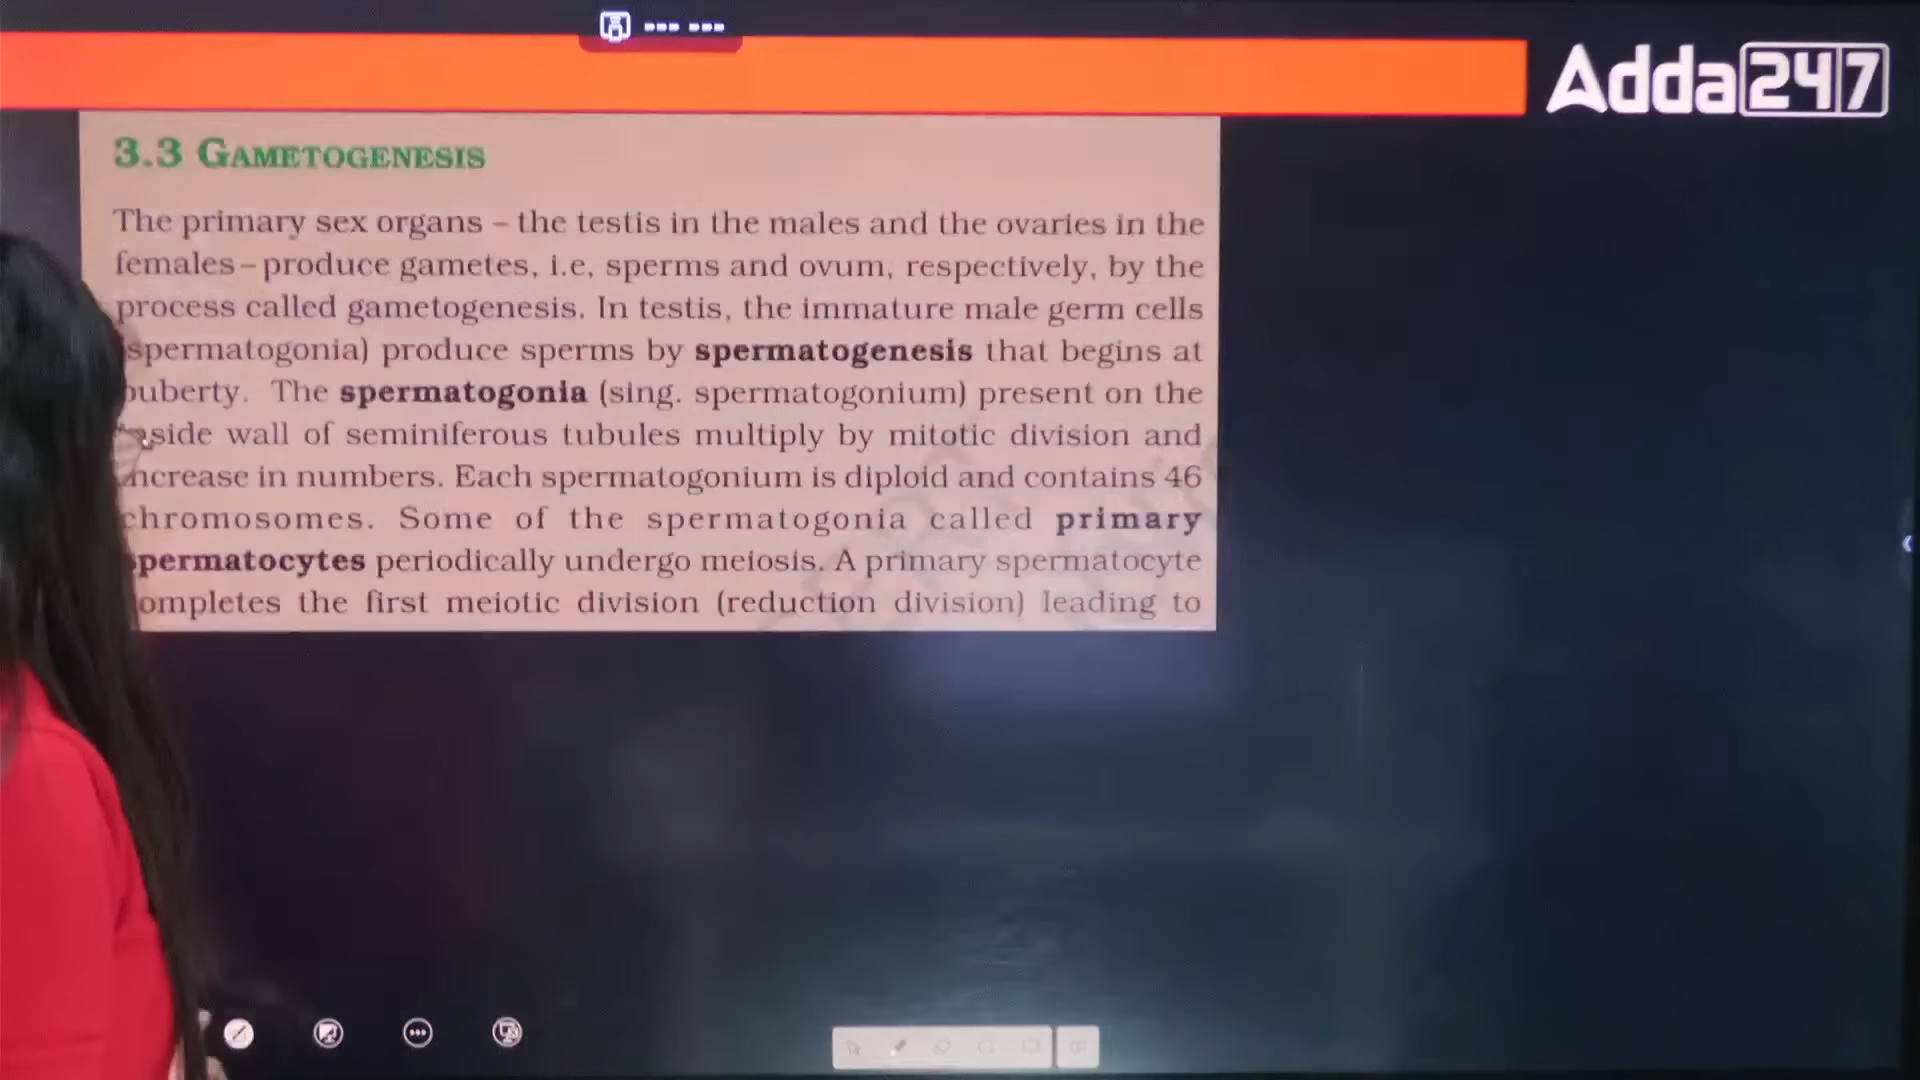 Adda247
3.3 GAMETOGENESIS
The primary sex organs – the testis in the males and the ovaries in the
females – produce gametes, i.e, sperms and ovum, respectively, by the
process called gametogenesis. In testis, the immature male germ cells
spermatogonia) produce sperms by spermatogenesis that begins at
puberty. The spermatogonia (sing. spermatogonium) present on the
side wall of seminiferous tubules multiply by mitotic division and
increase in numbers. Each spermatogonium is diploid and contains 46
chromosomes. Some of the spermatogonia called primary
spermatocytes periodically undergo meiosis. A primary spermatocyte
completes the first meiotic division (reduction division) leading to